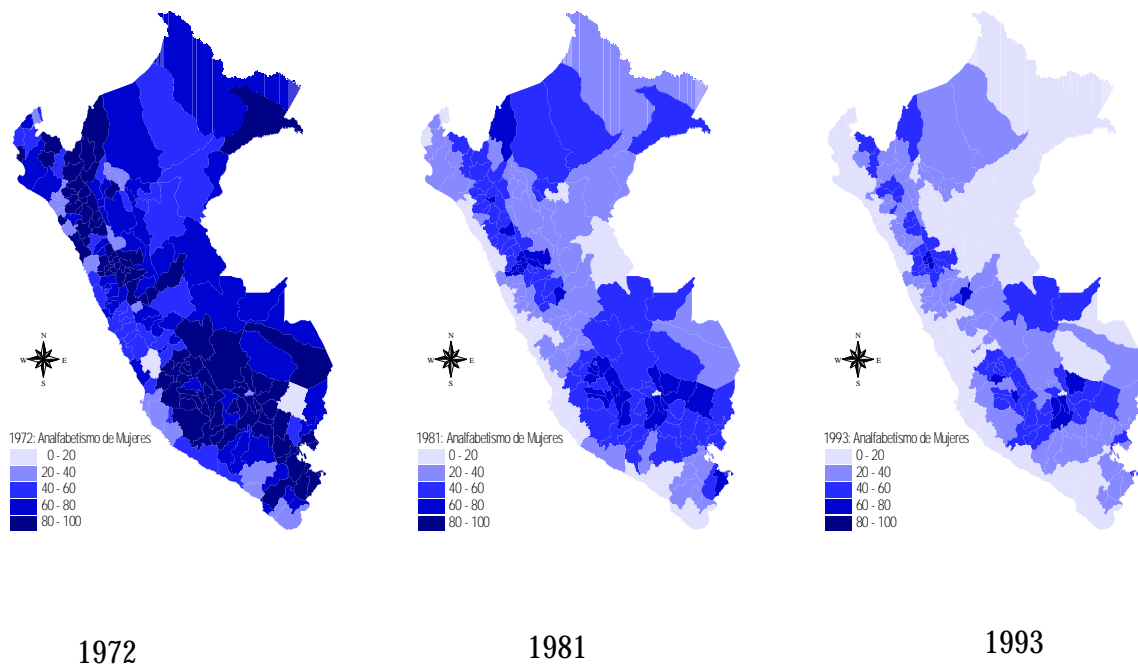 N
W E
S
1972: Analfabetismo de Mujeres
0 - 20
20 - 40
40 - 60
60 - 80
80 - 100
1972
N
W E
S
1981: Analfabetismo de Mujeres
0 - 20
20 - 40
40 - 60
60 - 80
80 - 100
1981
N
W E
S
1993: Analfabetismo de Mujeres
0 - 20
20 - 40
40 - 60
60 - 80
80 - 100
1993